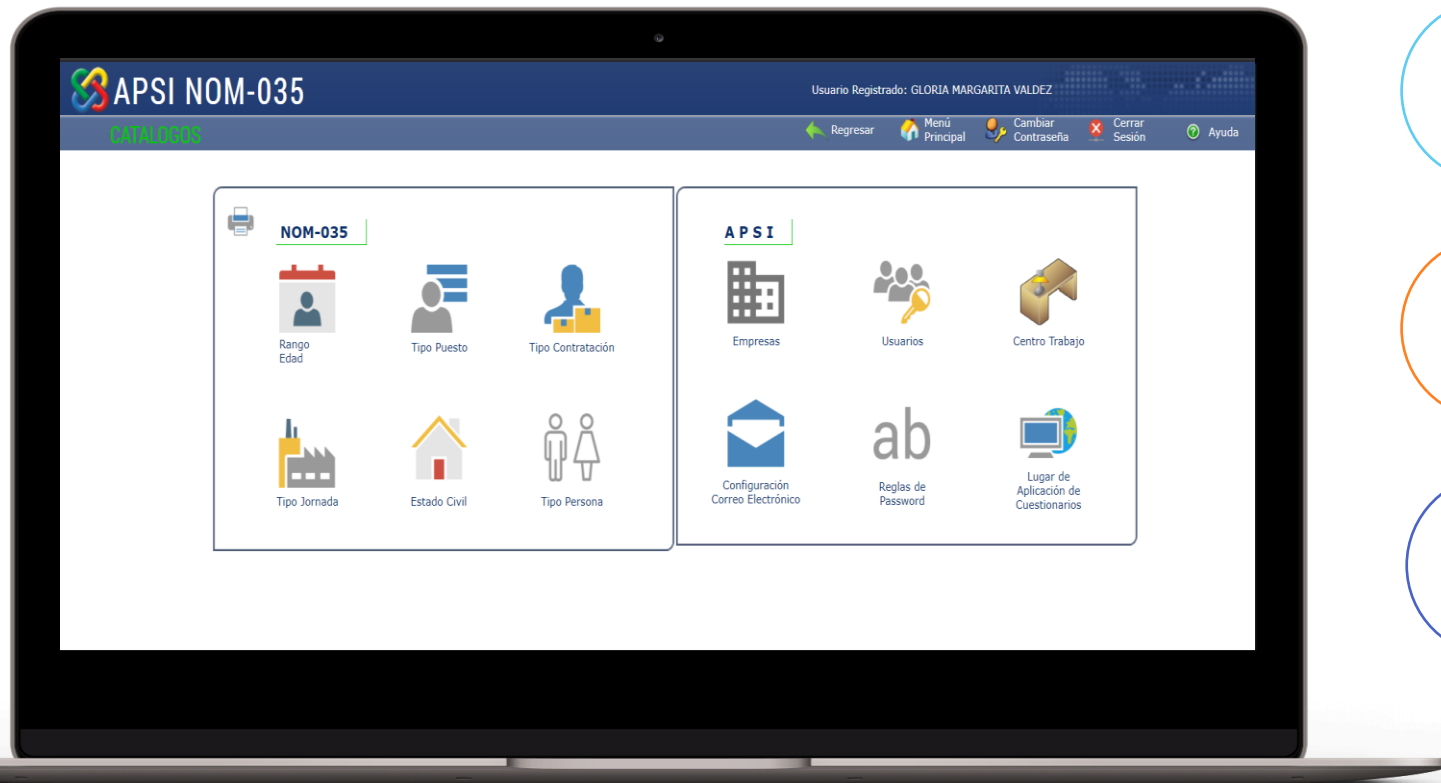 APSI NOM-035
Usuario Registrado: GLORIA MARGARITA VALDEZ
CATALOGOS
Regresar
Menú
Principal
Cambiar
Contraseña
Cerrar
Sesión
Ayuda
NOM-035
Rango
Edad
Tipo Puesto
Tipo Contratación
Tipo Jornada
Estado Civil
Tipo Persona
A P S I
Empresas
Usuarios
Centro Trabajo
Configuración
Correo Electrónico
ab
Reglas de
Password
Lugar de
Aplicación de
Cuestionarios